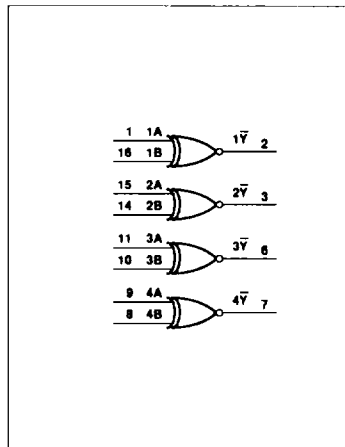 1 1A
16 1B
1Y̅ 2
15 2A
14 2B
2Y̅ 3
11 3A
10 3B
3Y̅ 6
9 4A
8 4B
4Y̅ 7